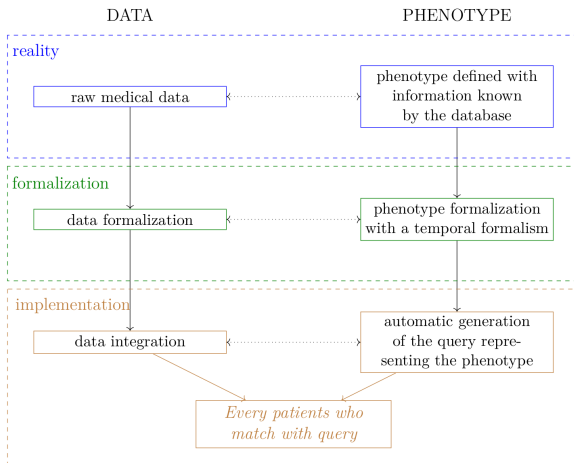 DATA
PHENOTYPE
reality
raw medical data
phenotype defined with
information known
by the database
formalization
data formalization
phenotype formalization
with a temporal formalism
implementation
data integration
automatic generation
of the query repre-
senting the phenotype
Every patients who
match with query